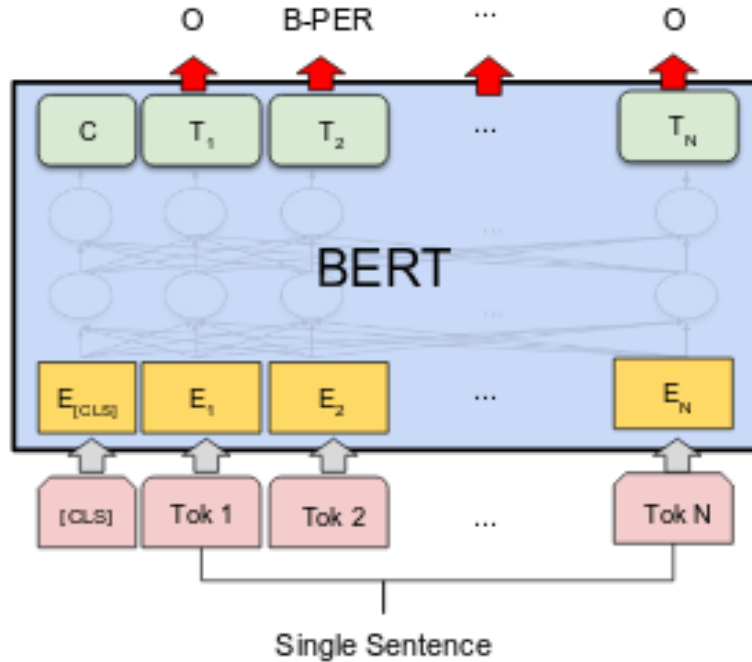 O B-PER ... O
C T1 T2 ... TN
...
BERT
...
E[CLS] E1 E2 ... EN
[CLS] Tok 1 Tok 2 ... Tok N
Single Sentence